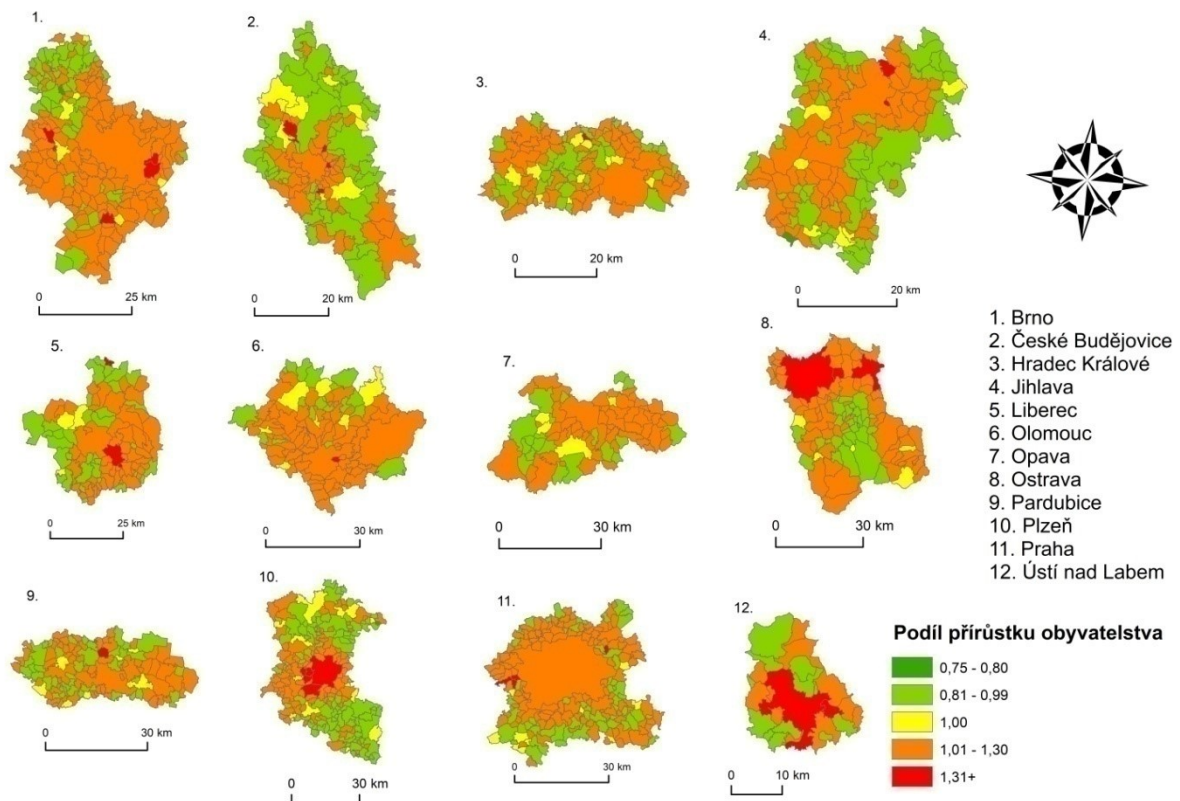 1.
2.
3.
4.
0 25 km
0 20 km
0 20 km
0 20 km
5.
6.
7.
8.
0 25 km
0 30 km
0 30 km
0 30 km
1. Brno
2. České Budějovice
3. Hradec Králové
4. Jihlava
5. Liberec
6. Olomouc
7. Opava
8. Ostrava
9. Pardubice
10. Plzeň
11. Praha
12. Ústí nad Labem
9.
10.
11.
12.
0 30 km
0 30 km
0 30 km
0 10 km
Podíl přírůstku obyvatelstva
0,75 - 0,80
0,81 - 0,99
1,00
1,01 - 1,30
1,31+